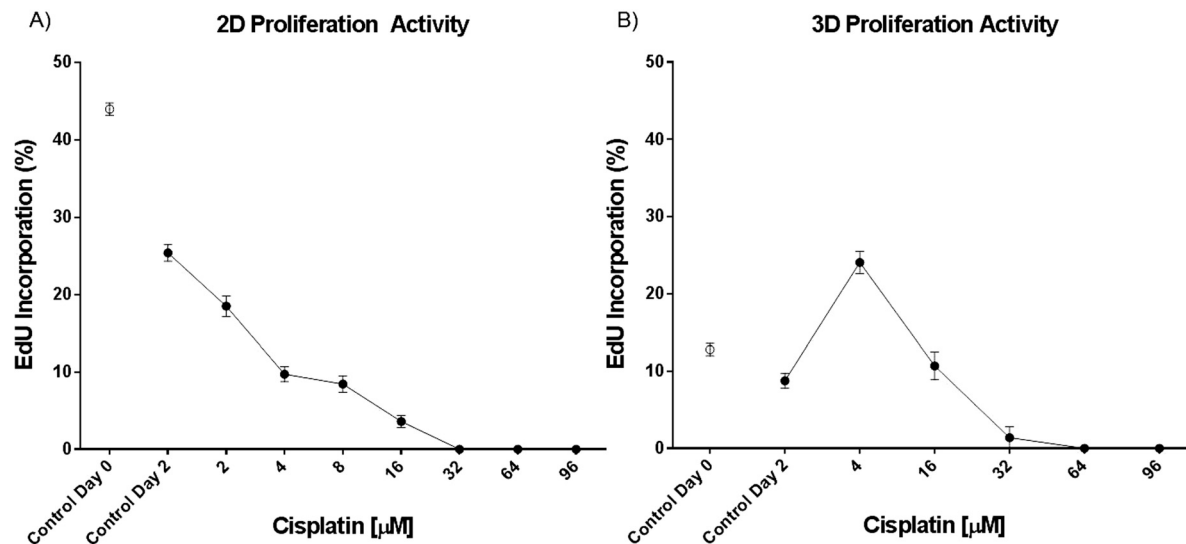 A)
2D Proliferation Activity
EdU Incorporation (%)
50
40
30
20
10
0
Control Day 0
Control Day 2
2
4
8
16
32
64
96
Cisplatin [μM]
B)
3D Proliferation Activity
EdU Incorporation (%)
50
40
30
20
10
0
Control Day 0
Control Day 2
4
16
32
64
96
Cisplatin [μM]